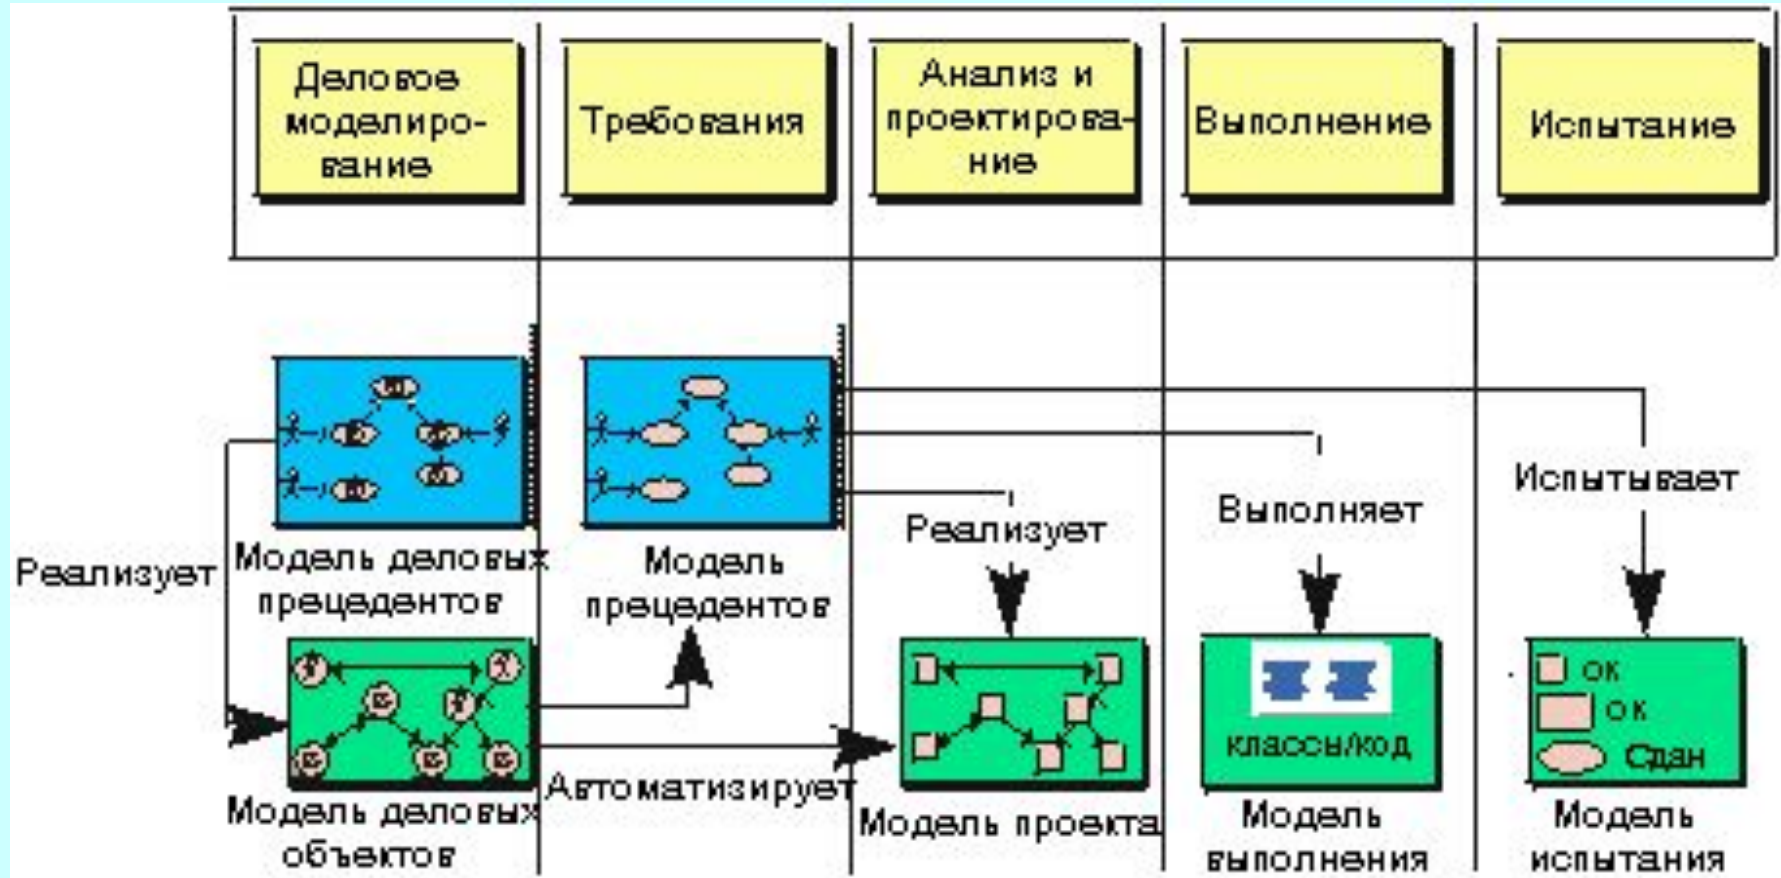 Деловое
моделиро-
вание
Требования
Анализ и
проектирова-
ние
Выполнение
Испытание
Реализует
Модель деловых
прецедентов
Модель
прецедентов
Реализует
Выполняет
Испытывает
Модель деловых
объектов
Автоматизирует
Модель проекта
классы/код
Модель
выполнения
ок
ок
Сдан
Модель
испытания